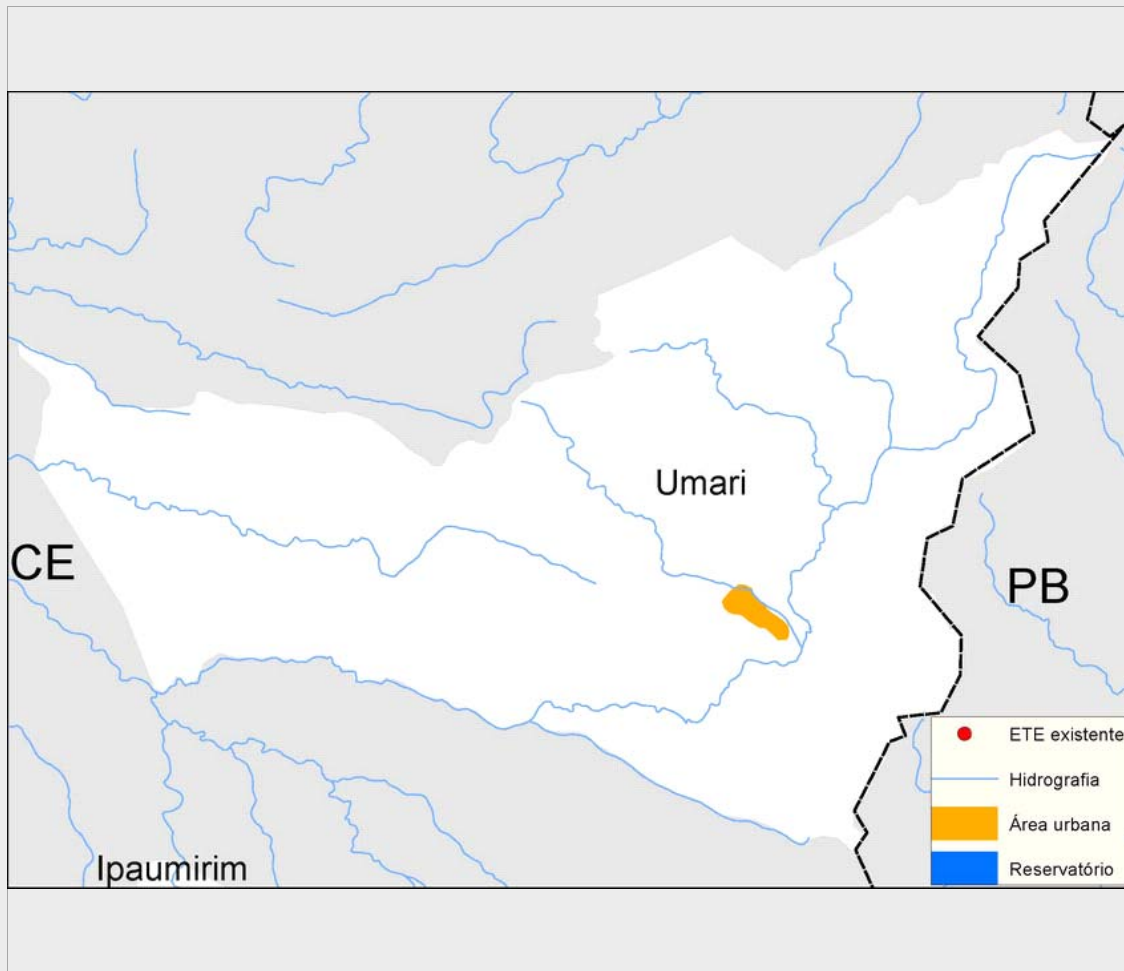 Umari
CE
PB
Ipaumirim
ETE existente
Hidrografia
Área urbana
Reservatório